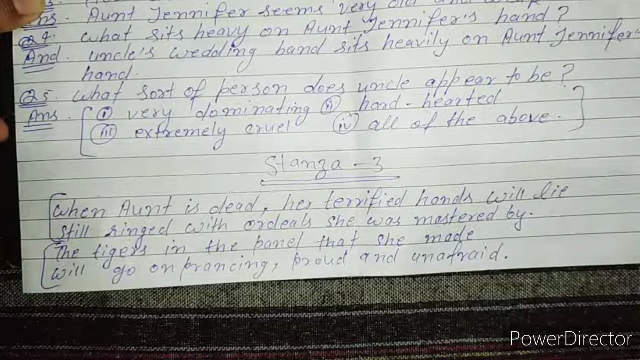 Ans. Aunt Jennifer seems very old and
Q4. What sits heavy on Aunt Jennifer's hand?
And. uncle's wedding band sits heavily on Aunt Jennifer's
hand.
Q5. What sort of person does uncle appear to be?
Ans. (i) very dominating (ii) hard-hearted
(iii) extremely cruel (iv) all of the above.
Stanza - 3
When Aunt is dead, her terrified hands will lie
still ringed with ordeals she was mastered by.
The tigers in the panel that she made
will go on prancing, proud and unafraid.
PowerDirector